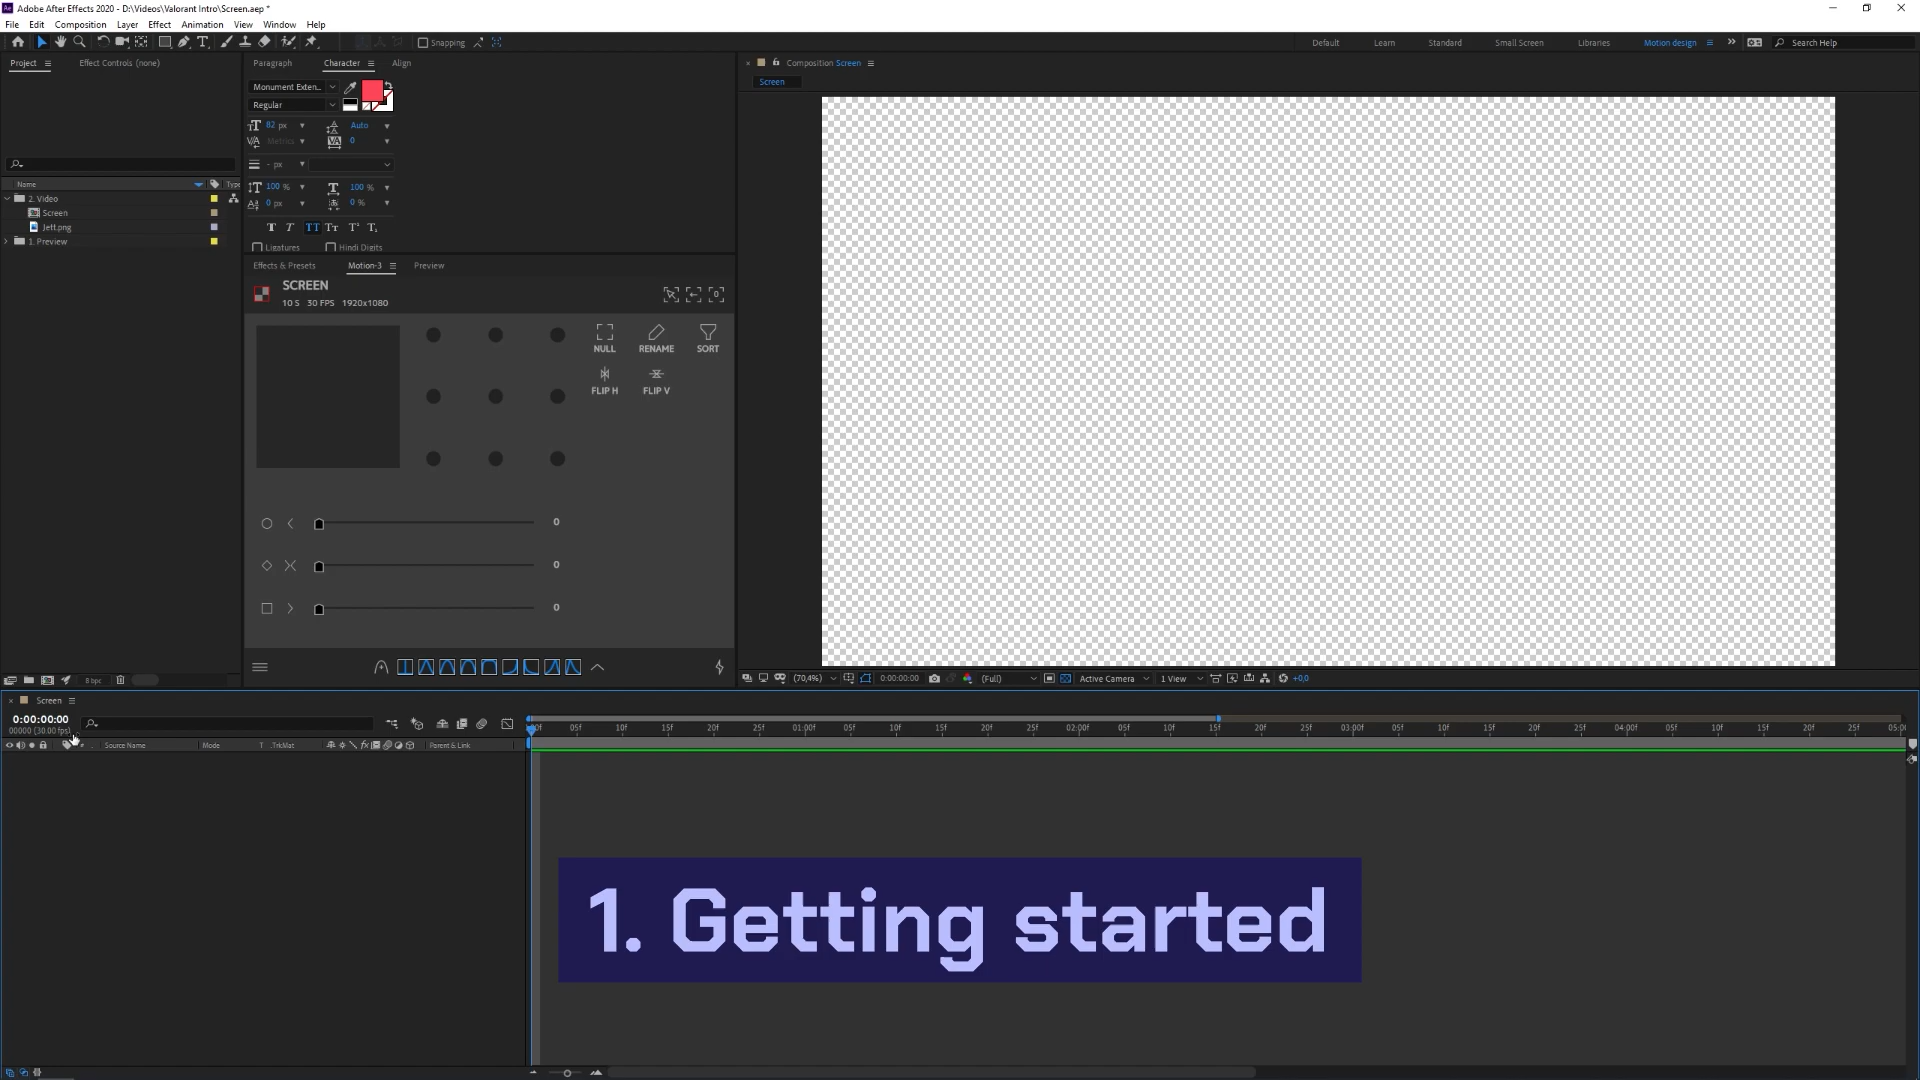 Adobe After Effects 2020 - D:\Videos\Valorant Intro\Screen.aep *
File Edit Composition Layer Effect Animation View Window Help
Snapping Default Learn Standard Small Screen Libraries Motion design Search Help
Project Effect Controls (none)
Name Type
2. Video
Screen
Jett.png
1. Preview
8 bpc
Paragraph Character Align
Monument Exten...
Regular
82 px Auto
Metrics 0
- px
100 % 100 %
0 px 0 %
Ligatures Hindi Digits
Effects & Presets Motion-3 Preview
SCREEN
10 S 30 FPS 1920x1080
NULL RENAME SORT
FLIP H FLIP V
0
0
0
Composition Screen
Screen
(70,4%) 0:00:00:00 (Full) Active Camera 1 View +0,0
Screen
0:00:00:00
00000 (30.00 fps)
Source Name Mode T .TrkMat Parent & Link
05f 10f 15f 20f 25f 01:00f 05f 10f 15f 20f 25f 02:00f 05f 10f 15f 20f 25f 03:00f 05f 10f 15f 20f 25f 04:00f 05f 10f 15f 20f 25f
1. Getting started